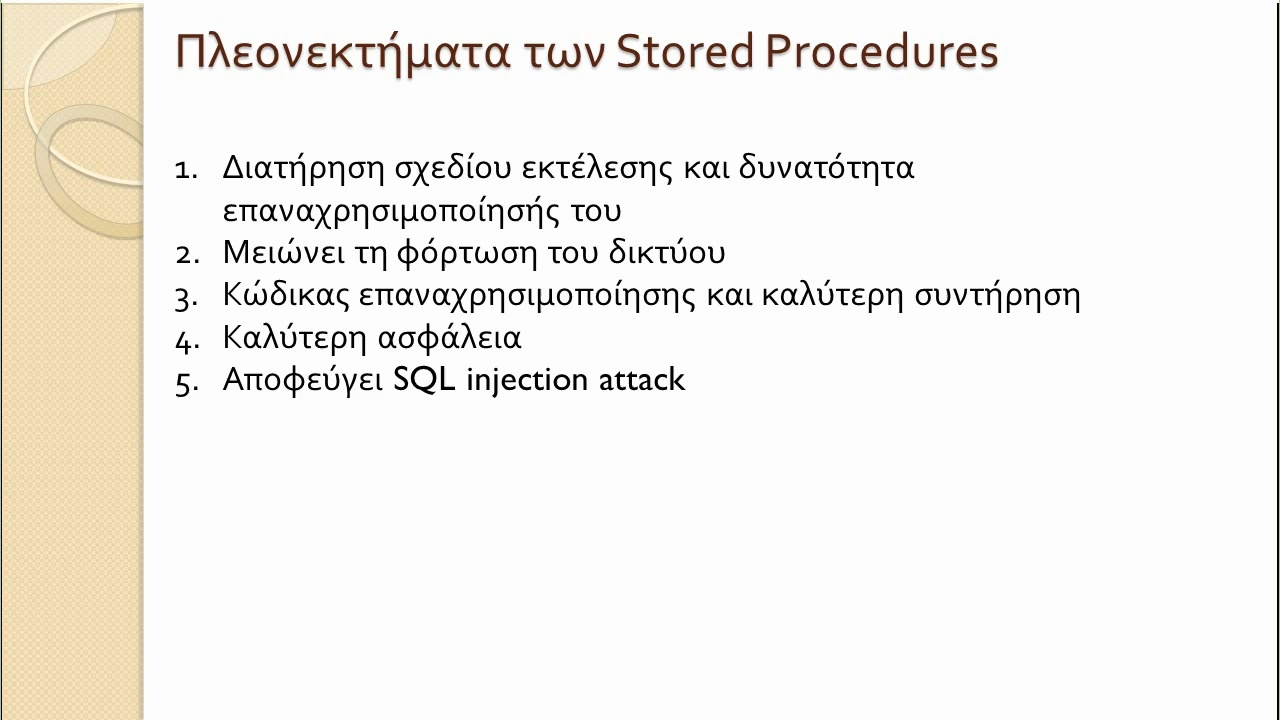 Πλεονεκτήματα των Stored Procedures
1. Διατήρηση σχεδίου εκτέλεσης και δυνατότητα
επαναχρησιμοποίησής του
2. Μειώνει τη φόρτωση του δικτύου
3. Κώδικας επαναχρησιμοποίησης και καλύτερη συντήρηση
4. Καλύτερη ασφάλεια
5. Αποφεύγει SQL injection attack